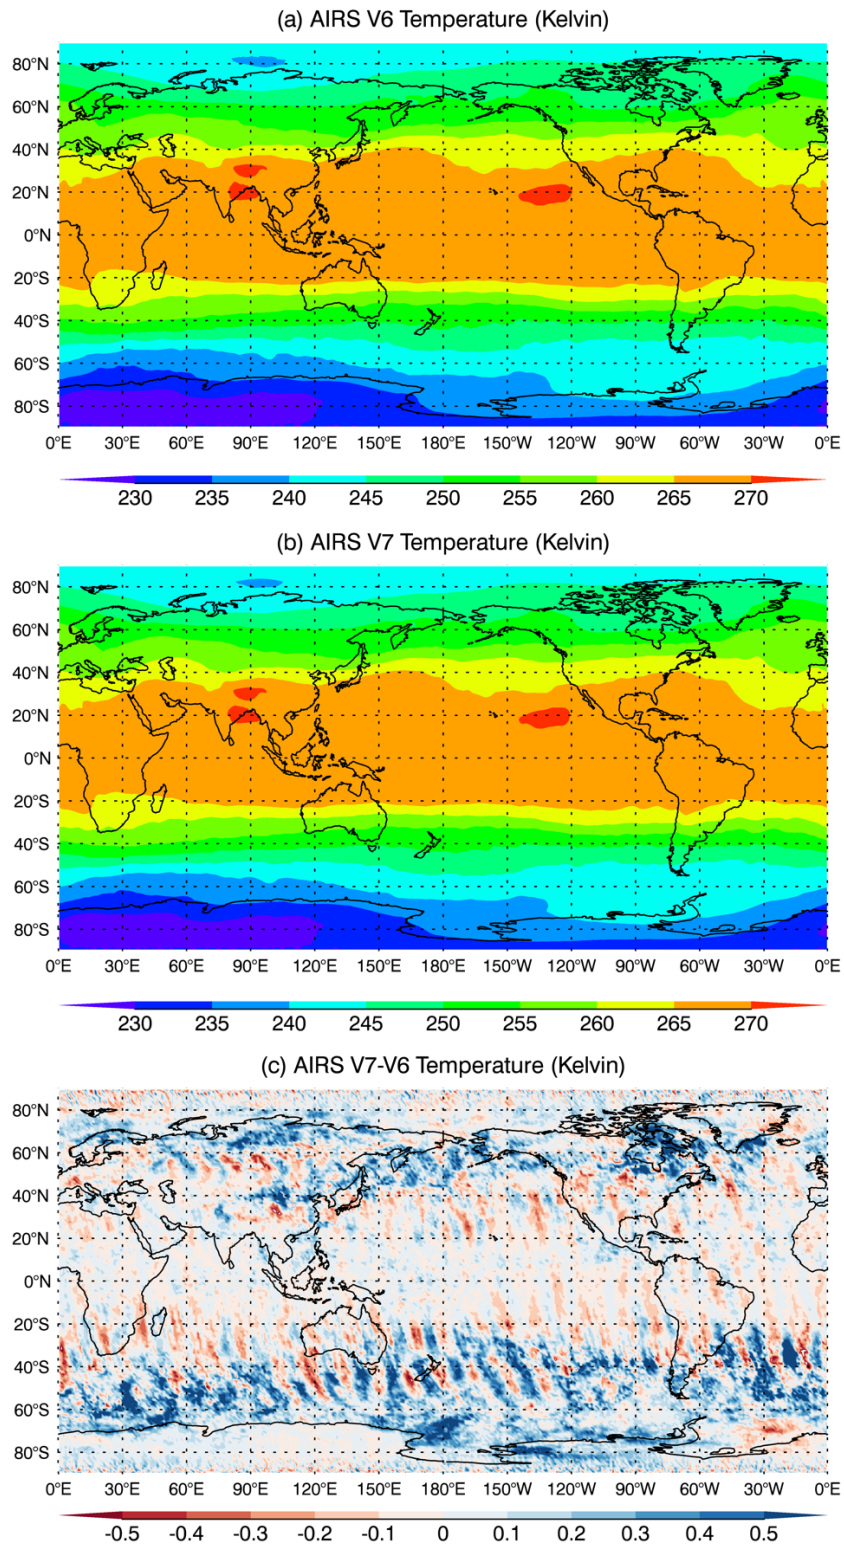 (a) AIRS V6 Temperature (Kelvin)
80°N
60°N
40°N
20°N
0°N
20°S
40°S
60°S
80°S
0°E 30°E 60°E 90°E 120°E 150°E 180°E 150°W 120°W 90°W 60°W 30°W 0°E
230 235 240 245 250 255 260 265 270
(b) AIRS V7 Temperature (Kelvin)
80°N
60°N
40°N
20°N
0°N
20°S
40°S
60°S
80°S
0°E 30°E 60°E 90°E 120°E 150°E 180°E 150°W 120°W 90°W 60°W 30°W 0°E
230 235 240 245 250 255 260 265 270
(c) AIRS V7-V6 Temperature (Kelvin)
80°N
60°N
40°N
20°N
0°N
20°S
40°S
60°S
80°S
0°E 30°E 60°E 90°E 120°E 150°E 180°E 150°W 120°W 90°W 60°W 30°W 0°E
-0.5 -0.4 -0.3 -0.2 -0.1 0 0.1 0.2 0.3 0.4 0.5